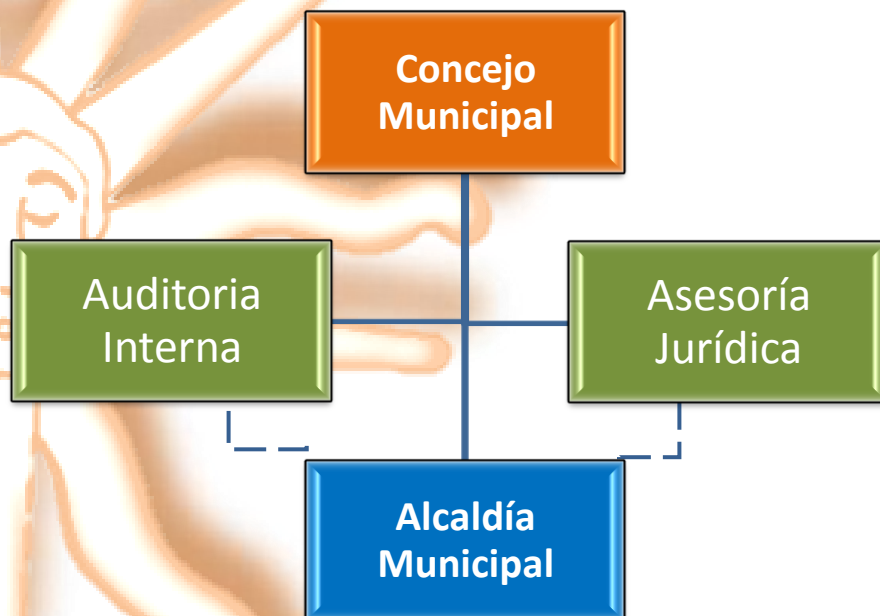 Concejo
Municipal
Auditoria
Interna
Asesoría
Jurídica
Alcaldía
Municipal